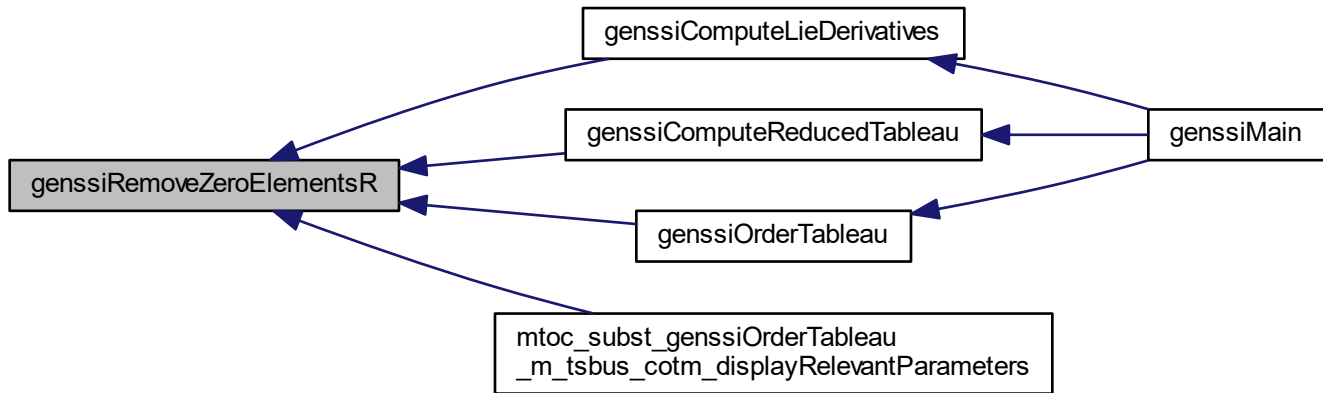 genssiComputeLieDerivatives
genssiComputeReducedTableau
genssiMain
genssiRemoveZeroElementsR
genssiOrderTableau
mtoc_subst_genssiOrderTableau
_m_tsbus_cotm_displayRelevantParameters